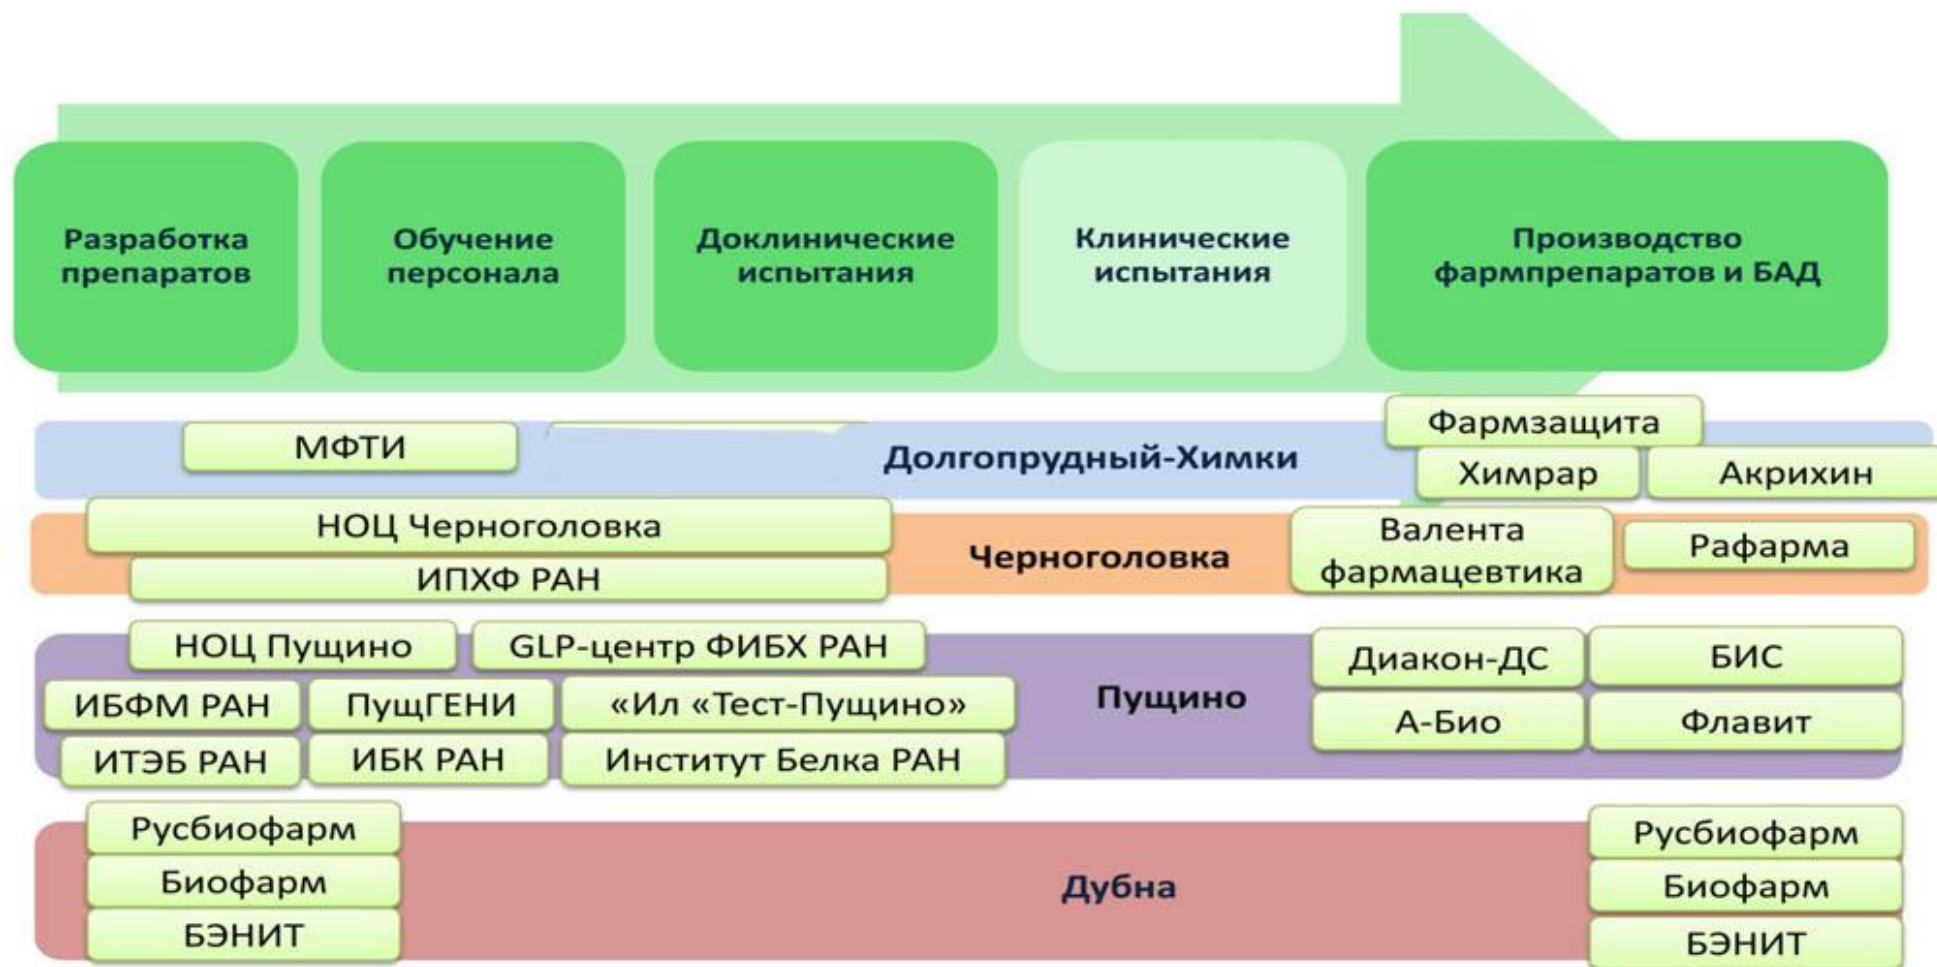 Разработка
препаратов
Обучение
персонала
Доклинические
испытания
Клинические
испытания
Производство
фармпрепаратов и БАД
МФТИ
Долгопрудный-Химки
Фармзащита
Химрар
Акрихин
НОЦ Черноголовка
ИПХФ РАН
Черноголовка
Валента
фармацевтика
Рафарма
НОЦ Пущино
GLP-центр ФИБХ РАН
ИБФМ РАН
ПущГЕНИ
«Ил «Тест-Пущино»
ИТЭБ РАН
ИБК РАН
Институт Белка РАН
Пущино
Диакон-ДС
БИС
А-Био
Флавит
Русбиофарм
Биофарм
БЭНИТ
Дубна
Русбиофарм
Биофарм
БЭНИТ